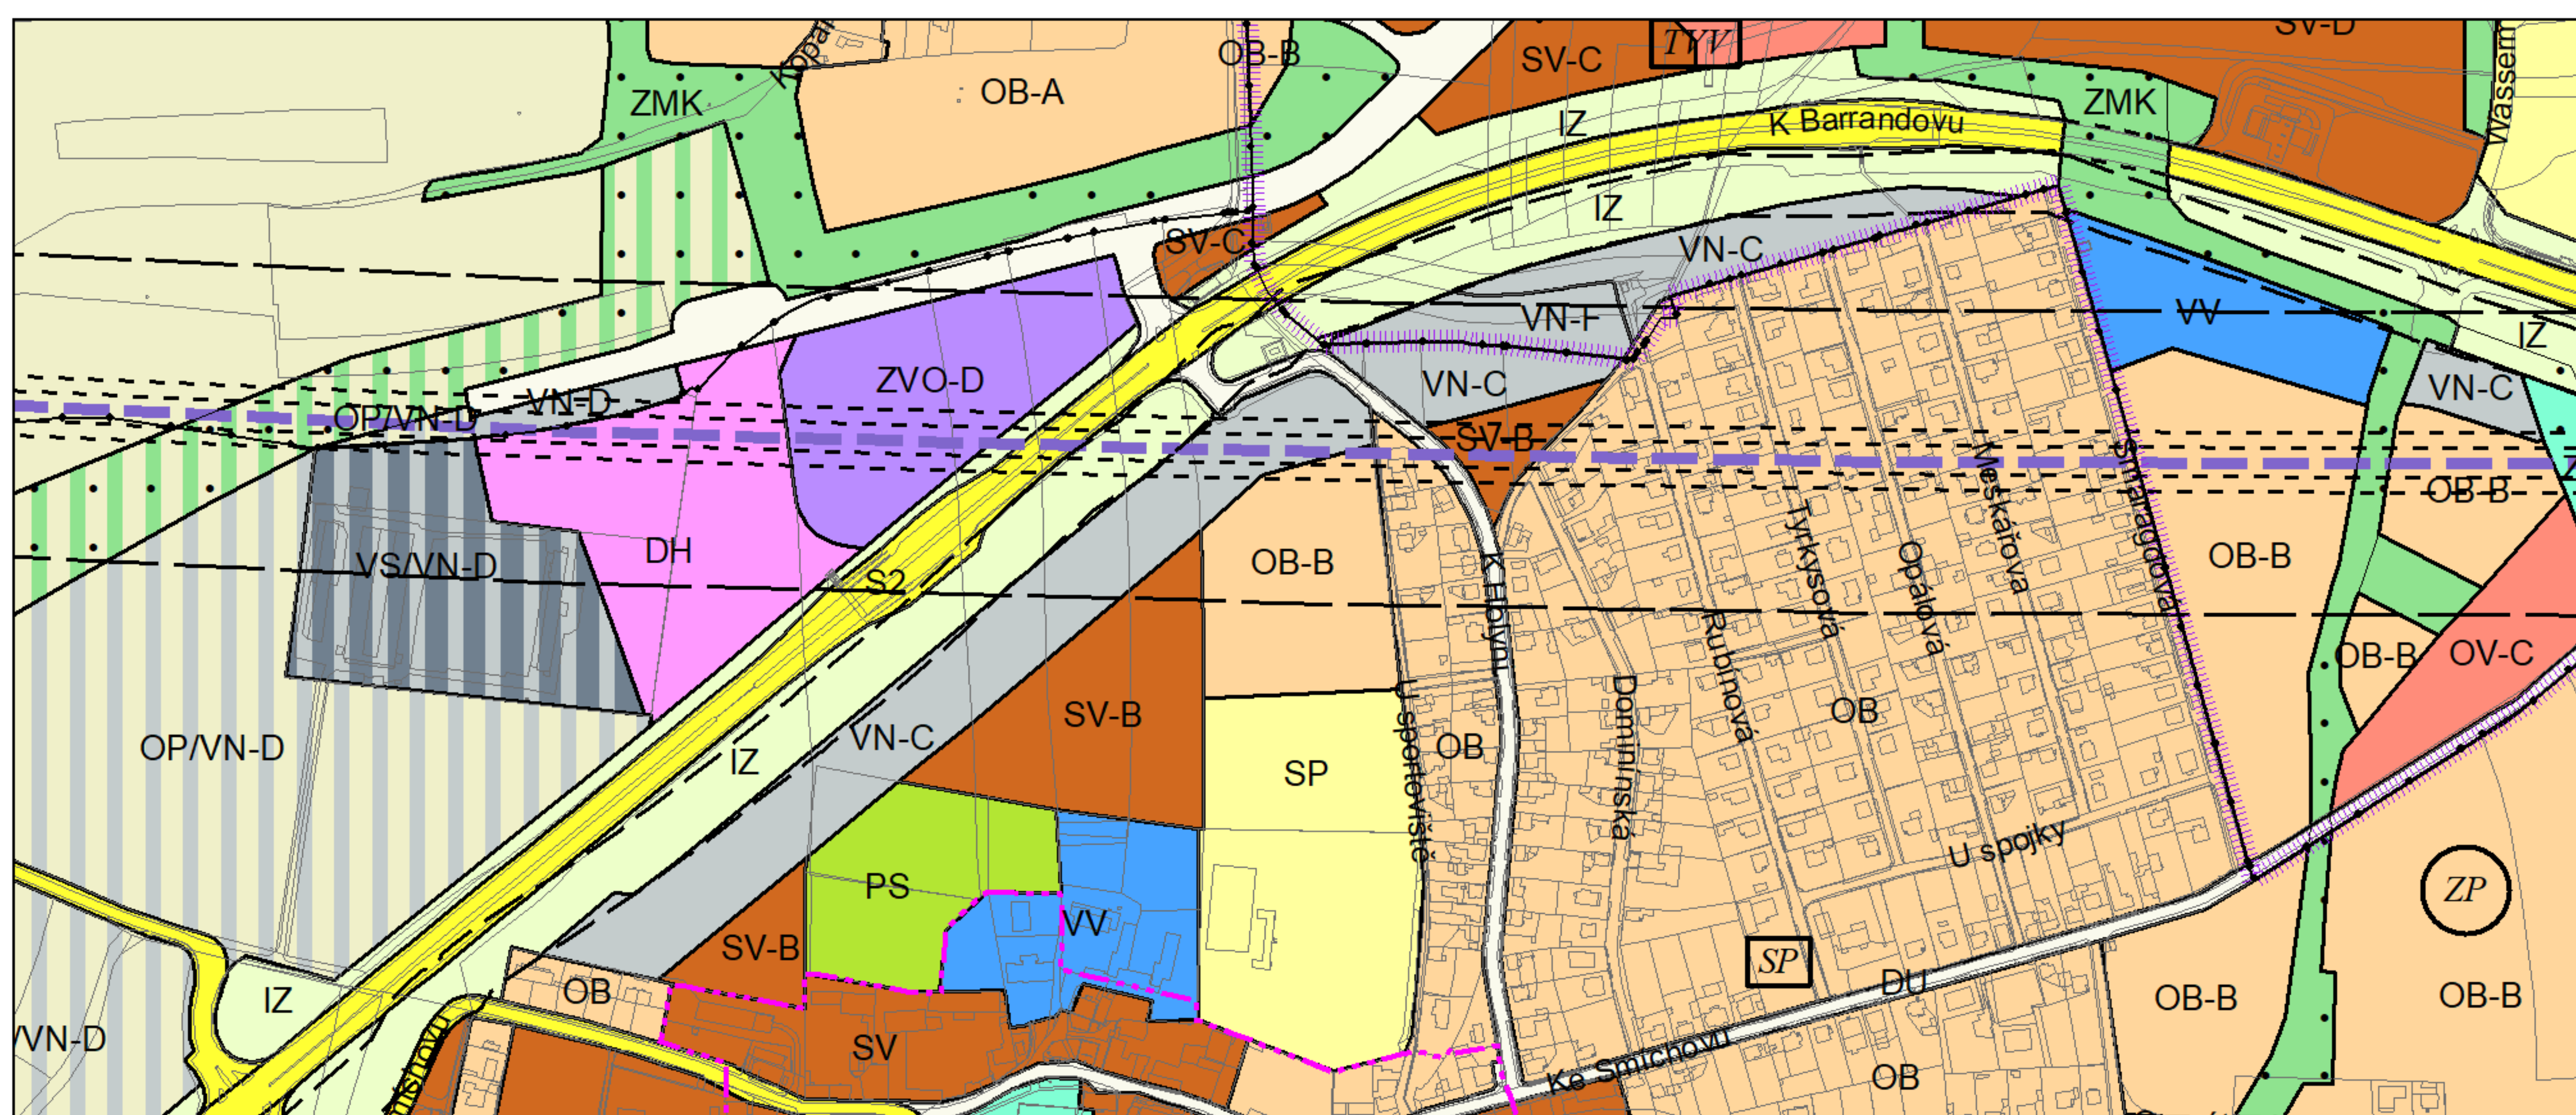 SV-D
OB-B
SV-C
TVV
OB-A
ZMK
ZMK
IZ
K Barrandovu
IZ
SV-C
VN-C
VV
VN-F
IZ
ZVO-D
VN-C
VN-C
VN-D
OP/VN-D
SV-B
OB-B
Smaragdová
DH
VS/VN-D
S2
OB-B
K Hlbyni
Tyrkysová
Opálová
OB-B
OB-B
OV-C
Rubínová
SV-B
OB
OP/VN-D
VN-C
IZ
OB
SP
U sportoviště
U spojky
PS
ZP
VV
SV-B
SP
DU
OB
IZ
OB-B
OB-B
/VN-D
SV
Ke Smíchovu
OB